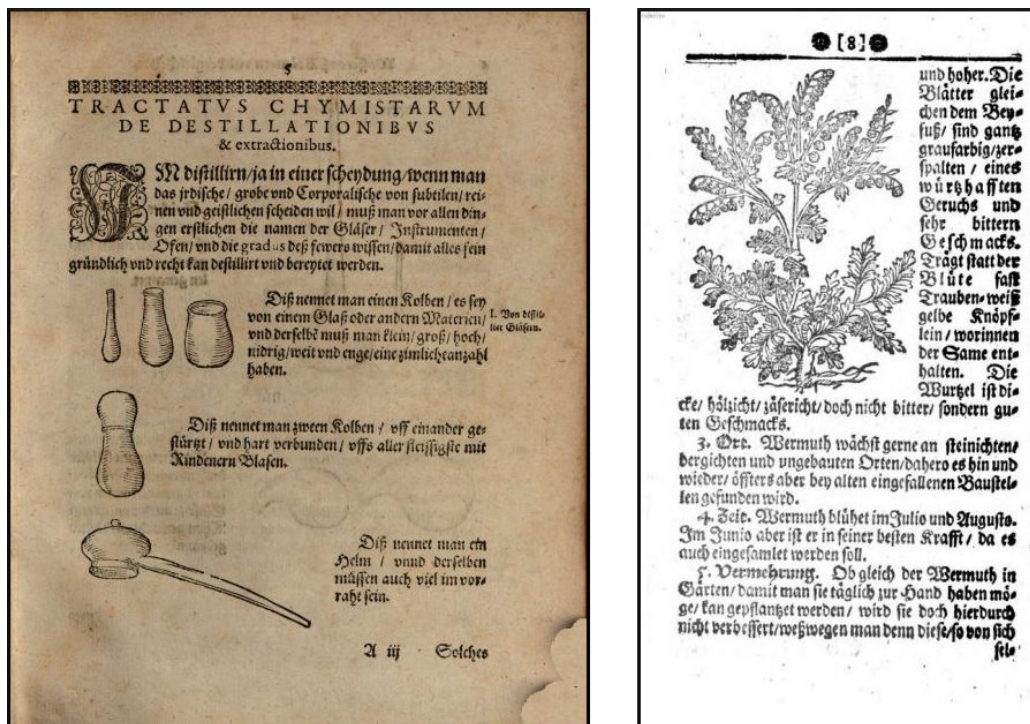 5
TRACTATVS CHYMISTARVM
DE DESTILLATIONIBVS
& extractionibus.
UM distillirn/ja in einer scheydung/wenn man
das jrdische/ grobe vnd Corporalische von subtilen/ rei-
nen vnd geistlichen scheiden wil/ muß man vor allen din-
gen erstlichen die namen der Gläser/ Instrumenten/
Ofen/ vnd die gradus deß fewers wissen/damit alles fein
gründlich vnd recht kan destillirt vnd bereytet werden.
Diß nennet man einen Kolben/ es sey
von einem Glaß oder andern Materien/
vnd derselbē muß man klein/ groß/ hoch/
nidrig/weit vnd enge/eine zimliche anzahl
haben.
I. Von distil-
lier Gläsern.
Diß nennet man zween Kolben / vff einander ge-
stürtzt / vnd hart verbunden / vffs aller fleissigste mit
Rindenern Blasen.
Diß nennet man ein
Helm / vnnd derselben
müssen auch viel im vor-
raht sein.
A iij Solches
[8]
und hoher. Die
Blätter glei-
chen dem Bey-
fuß/ sind gantz
graufarbig/zer-
spalten / eines
würtzhafften
Geruchs und
sehr bittern
Geschmacks.
Trägt statt der
Blüte fast
Trauben-weiß
gelbe Knöpf-
lein / worinnen
der Same ent-
halten. Die
Wurtzel ist di-
cke/ höltzicht/ zäsericht/ doch nicht bitter/ sondern gu-
ten Geschmacks.
3. Ort. Wermuth wächst gerne an steinichten/
bergichten und ungebauten Orten/dahero es hin und
wieder/ öffters aber bey alten eingefallenen Baustel-
len gefunden wird.
4. Zeit. Wermuth blühet im Julio und Augusto.
Im Junio aber ist er in seiner besten Krafft/ da es
auch eingesamlet werden soll.
5. Vermehrung. Ob gleich der Wermuth in
Gärten/ damit man sie täglich zur Hand haben mö-
ge/ kan gepflantzet werden/ wird sie doch hierdurch
nicht verbessert/weßwegen man denn diese/so von sich
sel-